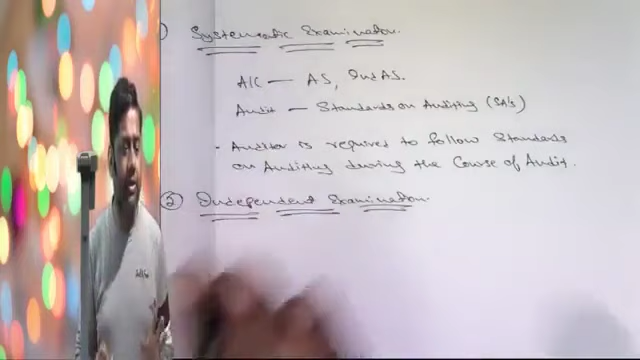 ) Systematic Examination.
A/C — AS, Ind AS.
Audit — Standards on Auditing (SA's)
- Auditor is required to follow Standards
on Auditing during the Course of Audit.
② Independent Examination.